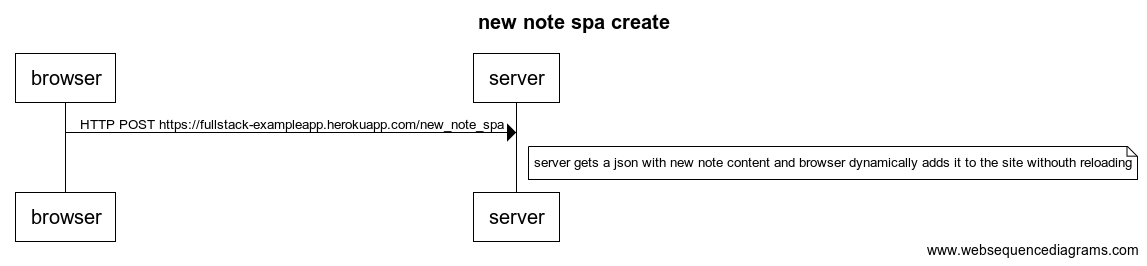 new note spa create
browser
server
HTTP POST https://fullstack-exampleapp.herokuapp.com/new_note_spa
server gets a json with new note content and browser dynamically adds it to the site withouth reloading
browser
server
www.websequencediagrams.com